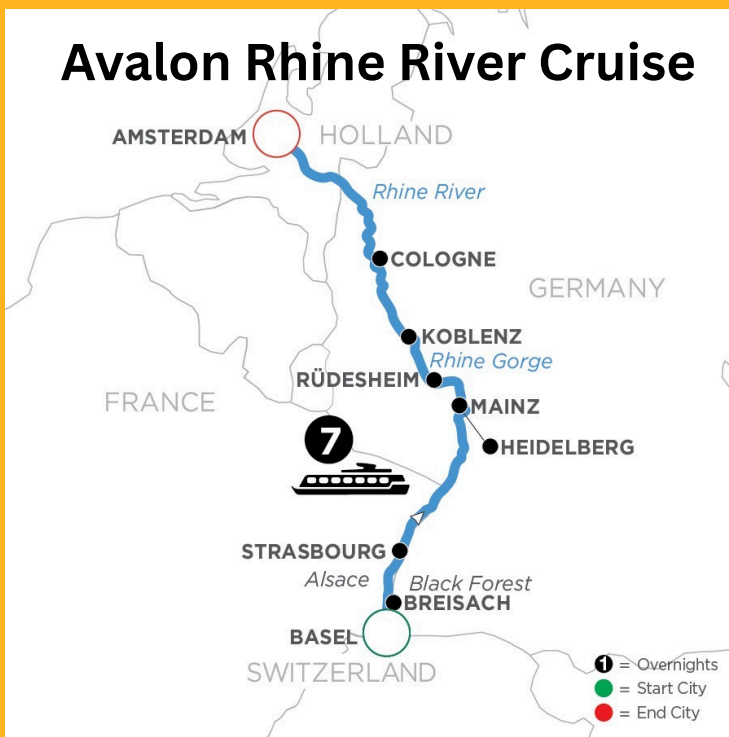 Avalon Rhine River Cruise
AMSTERDAM
HOLLAND
Rhine River
COLOGNE
GERMANY
KOBLENZ
Rhine Gorge
RÜDESHEIM
FRANCE
MAINZ
7
HEIDELBERG
STRASBOURG
Alsace
Black Forest
BREISACH
BASEL
SWITZERLAND
1 = Overnights
= Start City
= End City